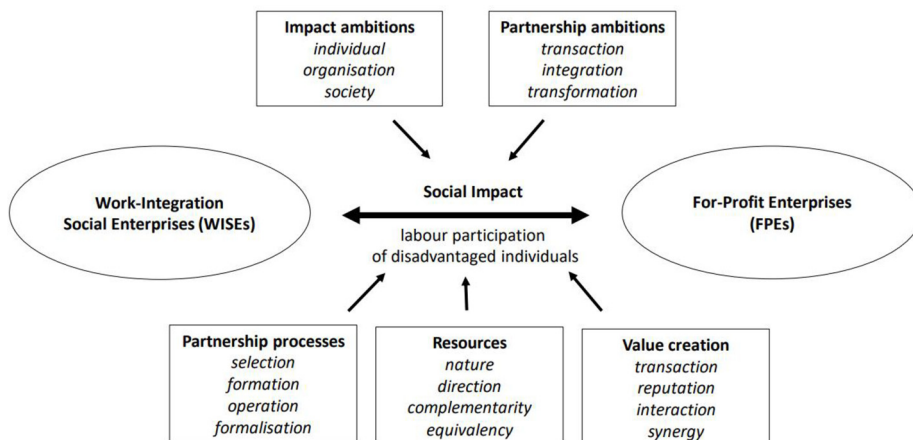 Impact ambitions
individual
organisation
society
Partnership ambitions
transaction
integration
transformation
Work-Integration
Social Enterprises (WISEs)
Social Impact
labour participation
of disadvantaged individuals
For-Profit Enterprises
(FPEs)
Partnership processes
selection
formation
operation
formalisation
Resources
nature
direction
complementarity
equivalency
Value creation
transaction
reputation
interaction
synergy